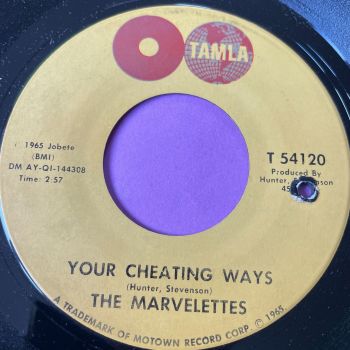 TAMLA
© 1965 Jobete
(BMI)
DM AY-QI-144308
Time: 2:57
T 54120
Produced By
Hunter, Stevenson
45
YOUR CHEATING WAYS
(Hunter, Stevenson)
THE MARVELETTES
A TRADEMARK OF MOTOWN RECORD CORP. © 1965